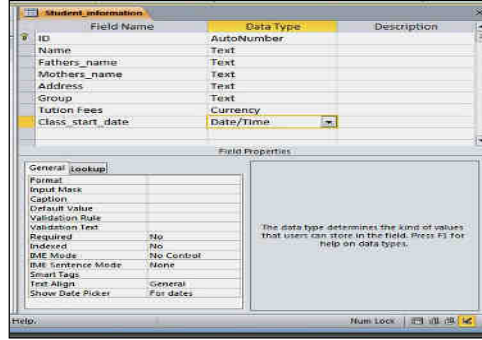 Student_information
Field Name Data Type Description
ID AutoNumber
Name Text
Fathers_name Text
Mothers_name Text
Address Text
Group Text
Tution Fees Currency
Class_start_date Date/Time
Field Properties
General Lookup
Format
Input Mask
Caption
Default Value
Validation Rule
Validation Text
Required No
Indexed No
IME Mode No Control
IME Sentence Mode None
Smart Tags
Text Align General
Show Date Picker For dates
The data type determines the kind of values
that users can store in the field. Press F1 for
help on data types.
Help. Num Lock